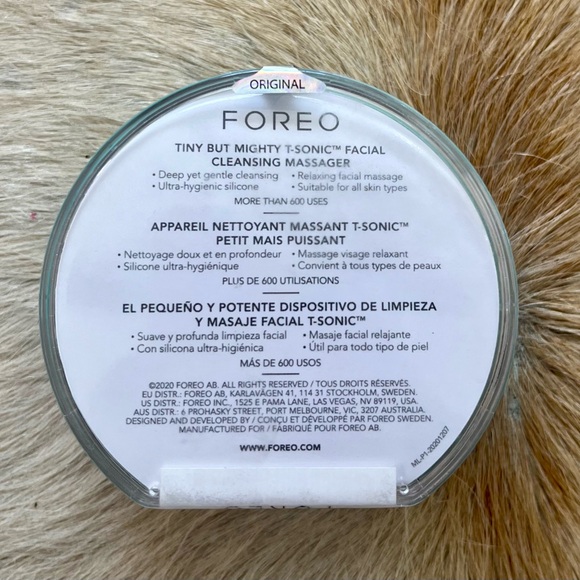 ORIGINAL
FOREO
TINY BUT MIGHTY T-SONIC™ FACIAL
CLEANSING MASSAGER
• Deep yet gentle cleansing • Relaxing facial massage
• Ultra-hygienic silicone • Suitable for all skin types
MORE THAN 600 USES
APPAREIL NETTOYANT MASSANT T-SONIC™
PETIT MAIS PUISSANT
• Nettoyage doux et en profondeur • Massage visage relaxant
• Silicone ultra-hygiénique • Convient à tous types de peaux
PLUS DE 600 UTILISATIONS
EL PEQUEÑO Y POTENTE DISPOSITIVO DE LIMPIEZA
Y MASAJE FACIAL T-SONIC™
• Suave y profunda limpieza facial • Masaje facial relajante
• Con silicona ultra-higiénica • Útil para todo tipo de piel
MÁS DE 600 USOS
©2020 FOREO AB. ALL RIGHTS RESERVED / TOUS DROITS RÉSERVÉS.
EU DISTR.: FOREO AB, KARLAVÄGEN 41, 114 31 STOCKHOLM, SWEDEN.
US DISTR.: FOREO INC., 1525 E PAMA LANE, LAS VEGAS, NV 89119, USA.
AUS DISTR.: 6 PROHASKY STREET, PORT MELBOURNE, VIC, 3207 AUSTRALIA.
DESIGNED AND DEVELOPED BY / CONÇU ET DÉVELOPPÉ PAR FOREO SWEDEN.
MANUFACTURED FOR / FABRIQUÉ POUR FOREO AB.
WWW.FOREO.COM
ML-P1-20201207